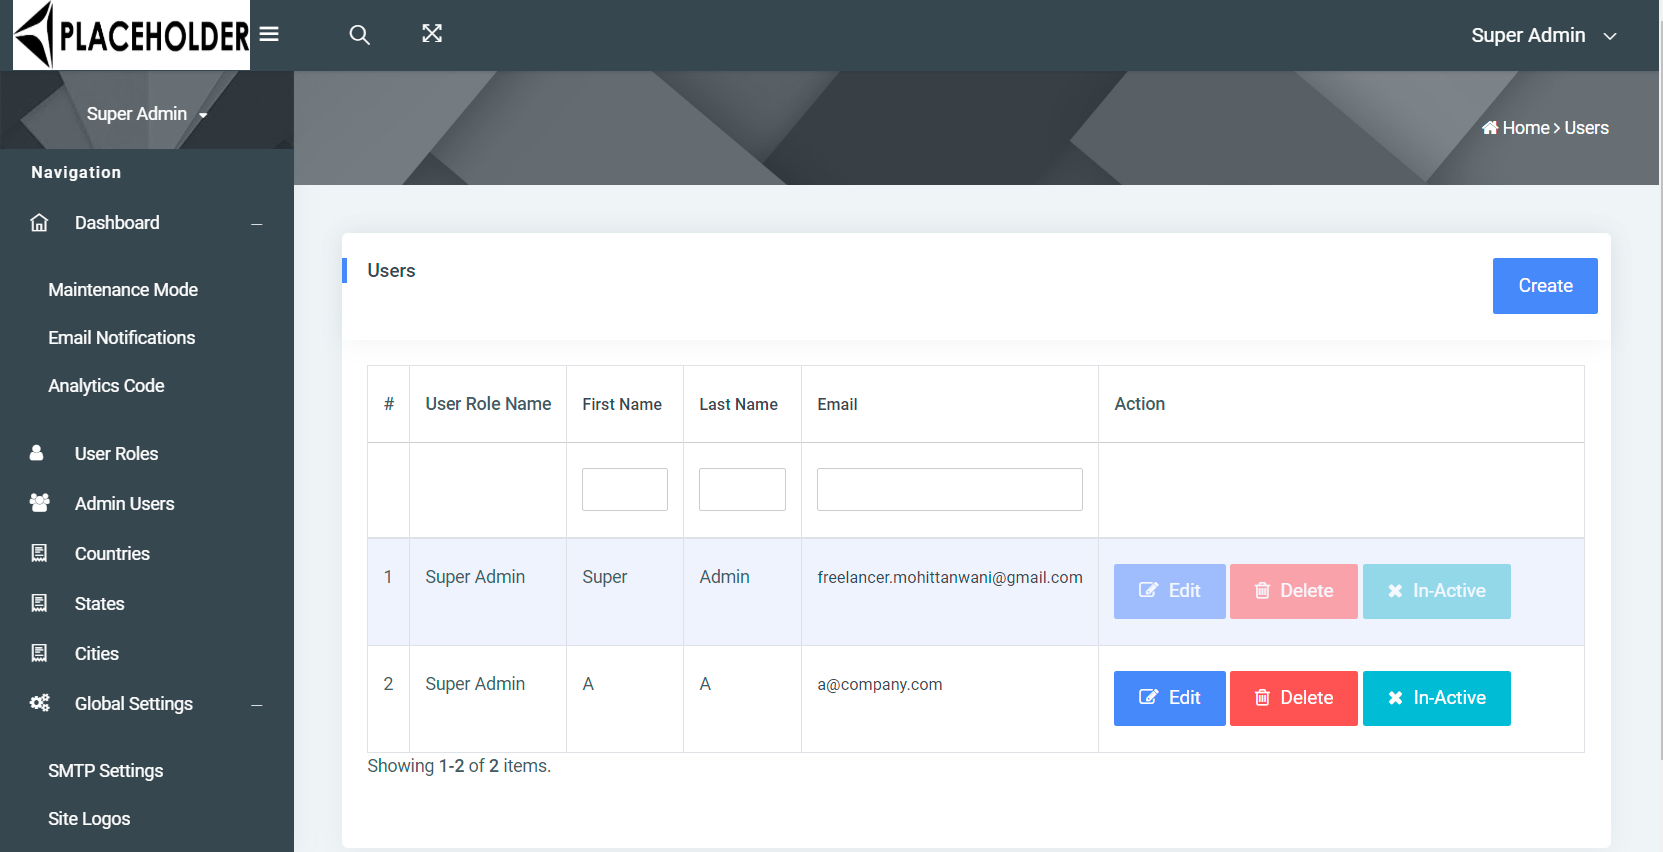 PLACEHOLDER
Super Admin
Super Admin
Home > Users
Navigation
Dashboard
Maintenance Mode
Email Notifications
Analytics Code
User Roles
Admin Users
Countries
States
Cities
Global Settings
SMTP Settings
Site Logos
Users
Create
# User Role Name First Name Last Name Email Action
1 Super Admin Super Admin freelancer.mohittanwani@gmail.com Edit Delete In-Active
2 Super Admin A A a@company.com Edit Delete In-Active
Showing 1-2 of 2 items.